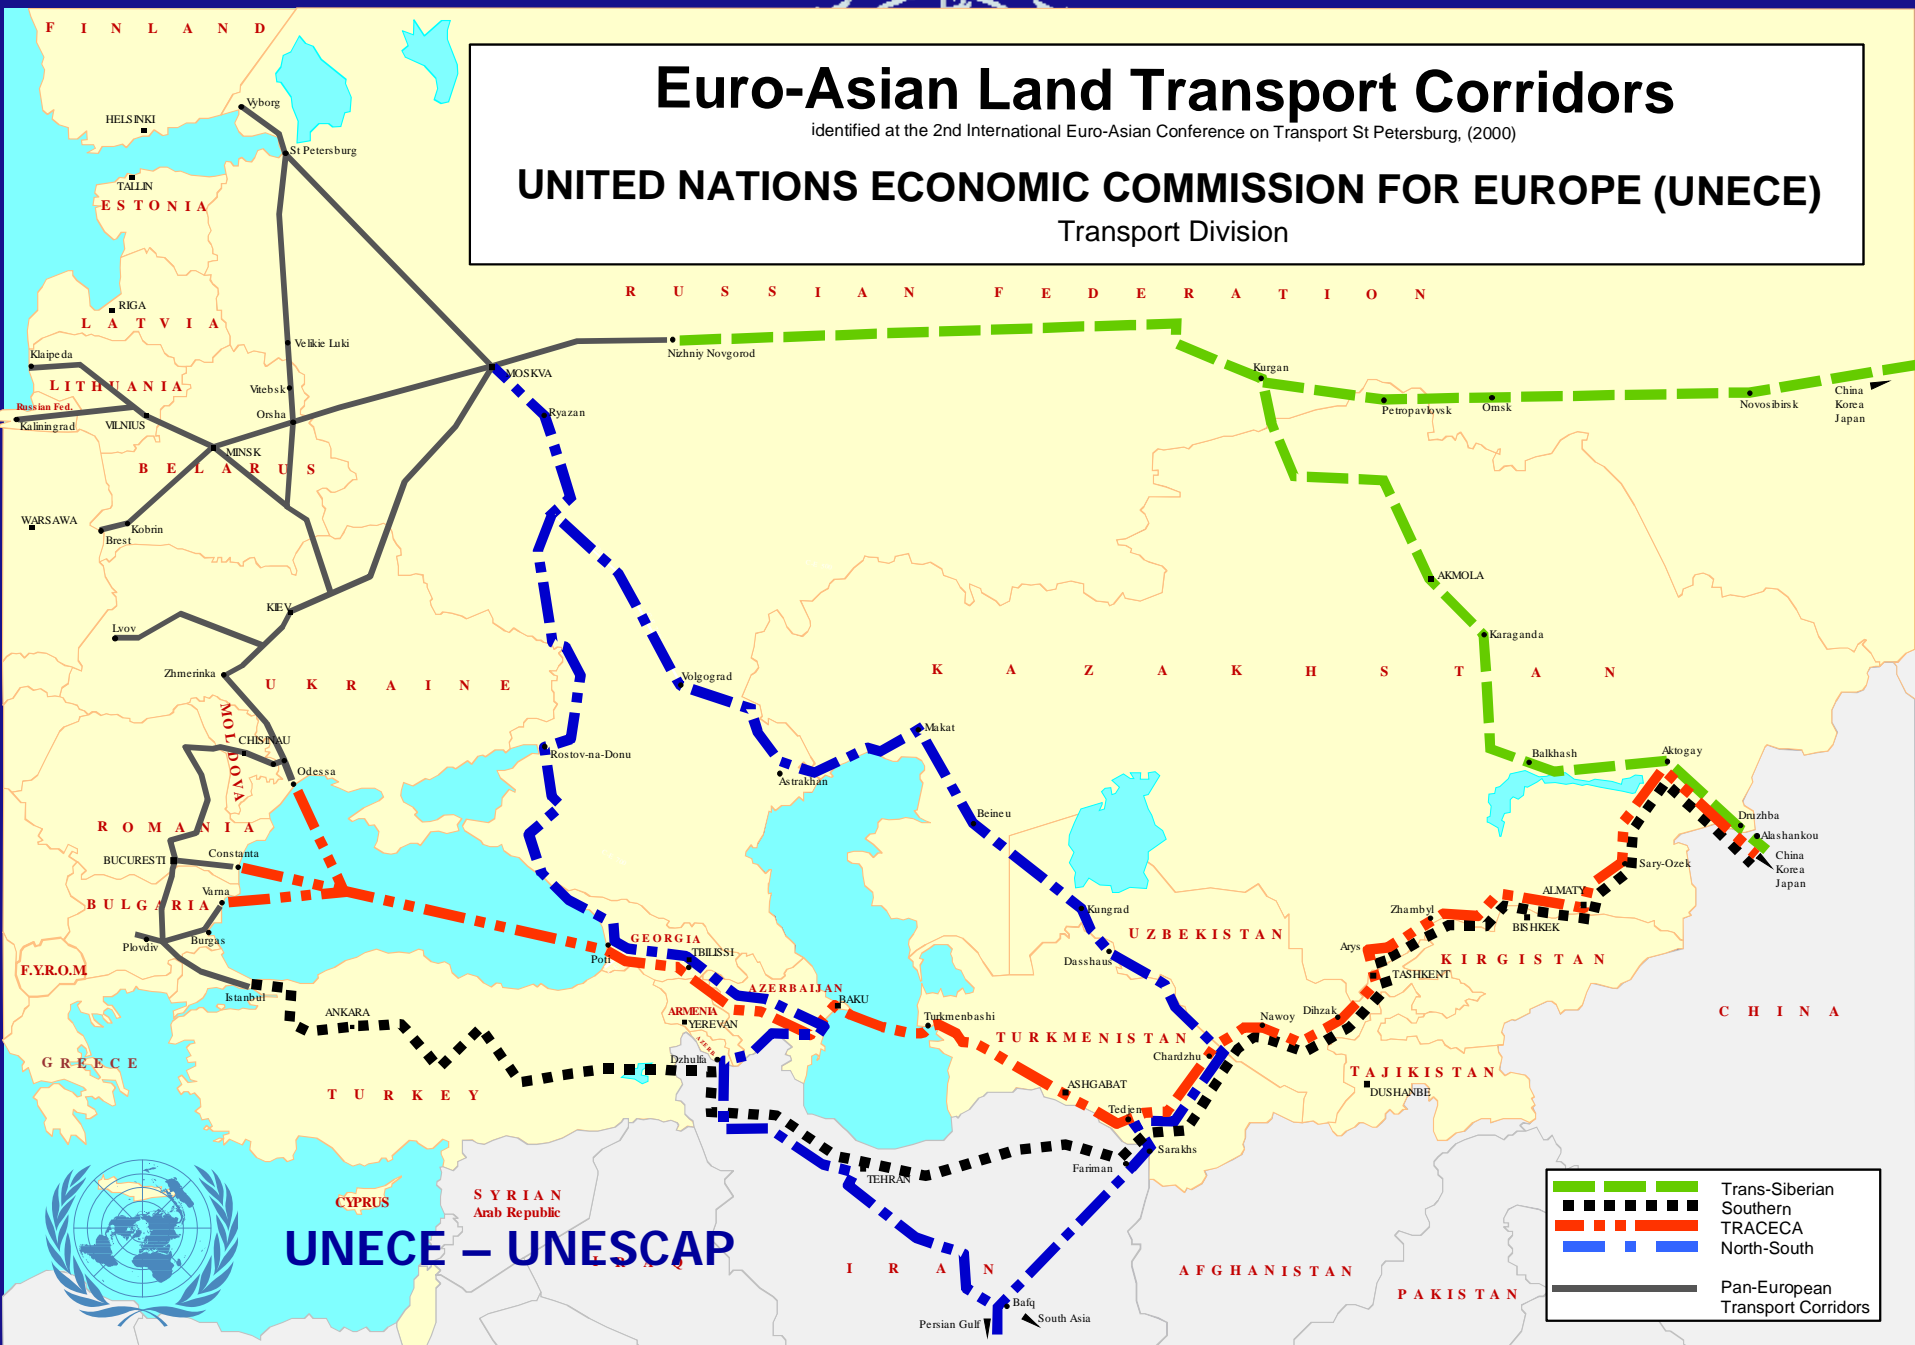 F I N L A N D
Euro-Asian Land Transport Corridors
identified at the 2nd International Euro-Asian Conference on Transport St Petersburg, (2000)
UNITED NATIONS ECONOMIC COMMISSION FOR EUROPE (UNECE)
Transport Division
Vyborg
HELSINKI
St Petersburg
TALLIN
E S T O N I A
R U S S I A N F E D E R A T I O N
RIGA
L A T V I A
Velikie Luki
Nizhniy Novgorod
Klaipeda
MOSKVA
Kurgan
L I T H U A N I A
Vitebsk
China
Korea
Japan
Novosibirsk
Omsk
Petropavlovsk
Russian Fed.
Kaliningrad
VILNIUS
Orsha
Ryazan
MINSK
B E L A R U S
WARSAWA
Kobrin
Brest
AKMOLA
KIEV
Lvov
Karaganda
Zhmerinka
K A Z A K H S T A N
Volgograd
U K R A I N E
MOLDOVA
CHISINAU
Makat
Rostov-na-Donu
Balkhash
Aktogay
Odessa
Astrakhan
Beineu
Druzhba
R O M A N I A
Alashankou
China
Korea
Japan
BUCURESTI
Constanta
Sary-Ozek
Varna
ALMATY
B U L G A R I A
Kungrad
Zhambyl
BISHKEK
Plovdiv
Burgas
GEORGIA
TBILISSI
Poti
U Z B E K I S T A N
Arys
Dasshaus
K I R G I S T A N
F.Y.R.O.M.
TASHKENT
Istanbul
A Z E R B A I J A N
BAKU
ARMENIA
YEREVAN
AZERB.
ANKARA
Turkmenbashi
Nawoy
Dihzak
C H I N A
T U R K M E N I S T A N
G R E E C E
Dzhulfa
Chardzhu
T A J I K I S T A N
DUSHANBE
T U R K E Y
ASHGABAT
Tedjen
Sarakhs
Fariman
TEHRAN
CYPRUS
S Y R I A N
Arab Republic
UNECE – UNESCAP
I R A Q
I R A N
A F G H A N I S T A N
P A K I S T A N
Bafq
Persian Gulf
South Asia
Trans-Siberian
Southern
TRACECA
North-South
Pan-European
Transport Corridors